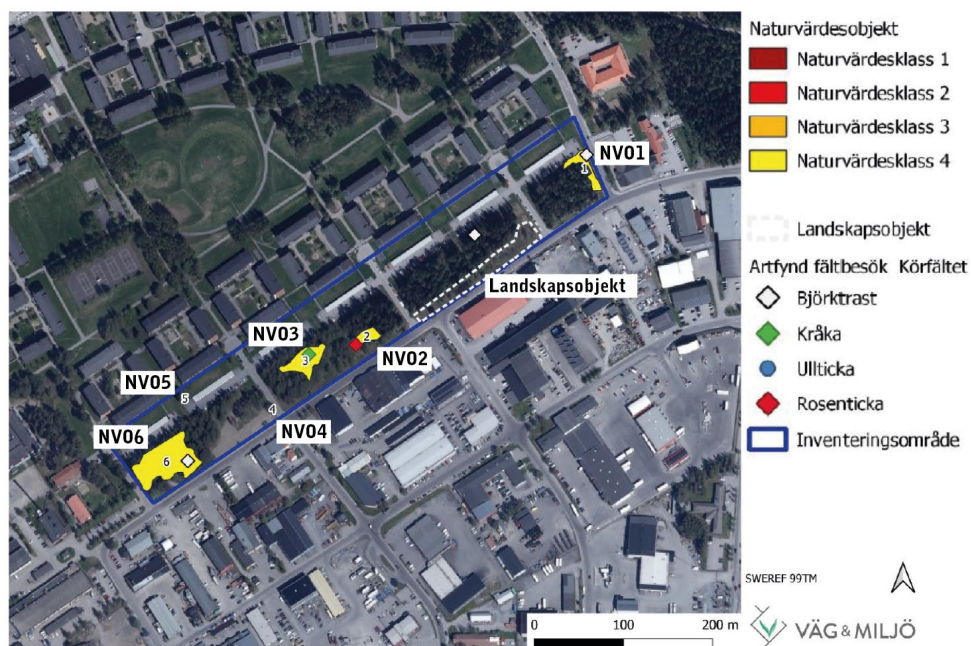 Naturvärdesobjekt
Naturvärdesklass 1
Naturvärdesklass 2
Naturvärdesklass 3
Naturvärdesklass 4
Landskapsobjekt
Artfynd fältbesök Körfältet
Björktrast
Kråka
Ullticka
Rosenticka
Inventeringsområde
NV01
1
Landskapsobjekt
NV03
2
3
NV02
NV05
5
4
NV04
NV06
6
SWEREF 99TM
0 100 200 m
VÄG & MILJÖ